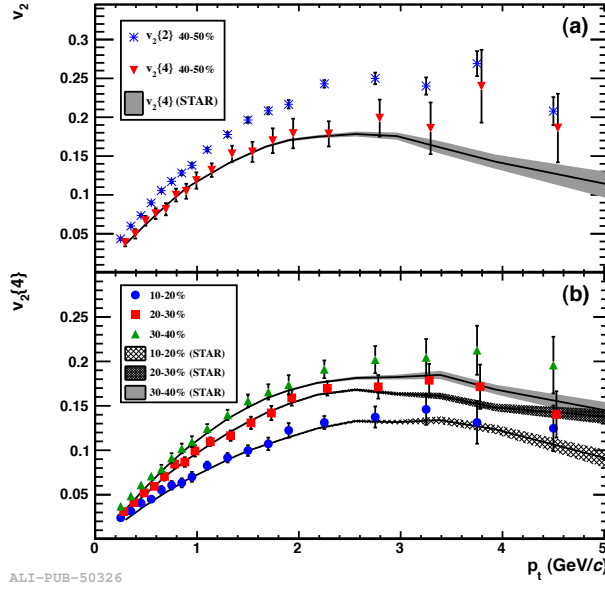 v2
(a)
v2{2} 40-50%
v2{4} 40-50%
v2{4} (STAR)
0.3
0.25
0.2
0.15
0.1
0.05
v2{4}
(b)
10-20%
20-30%
30-40%
10-20% (STAR)
20-30% (STAR)
30-40% (STAR)
0.25
0.2
0.15
0.1
0.05
0 1 2 3 4 5
pt (GeV/c)
ALI-PUB-50326